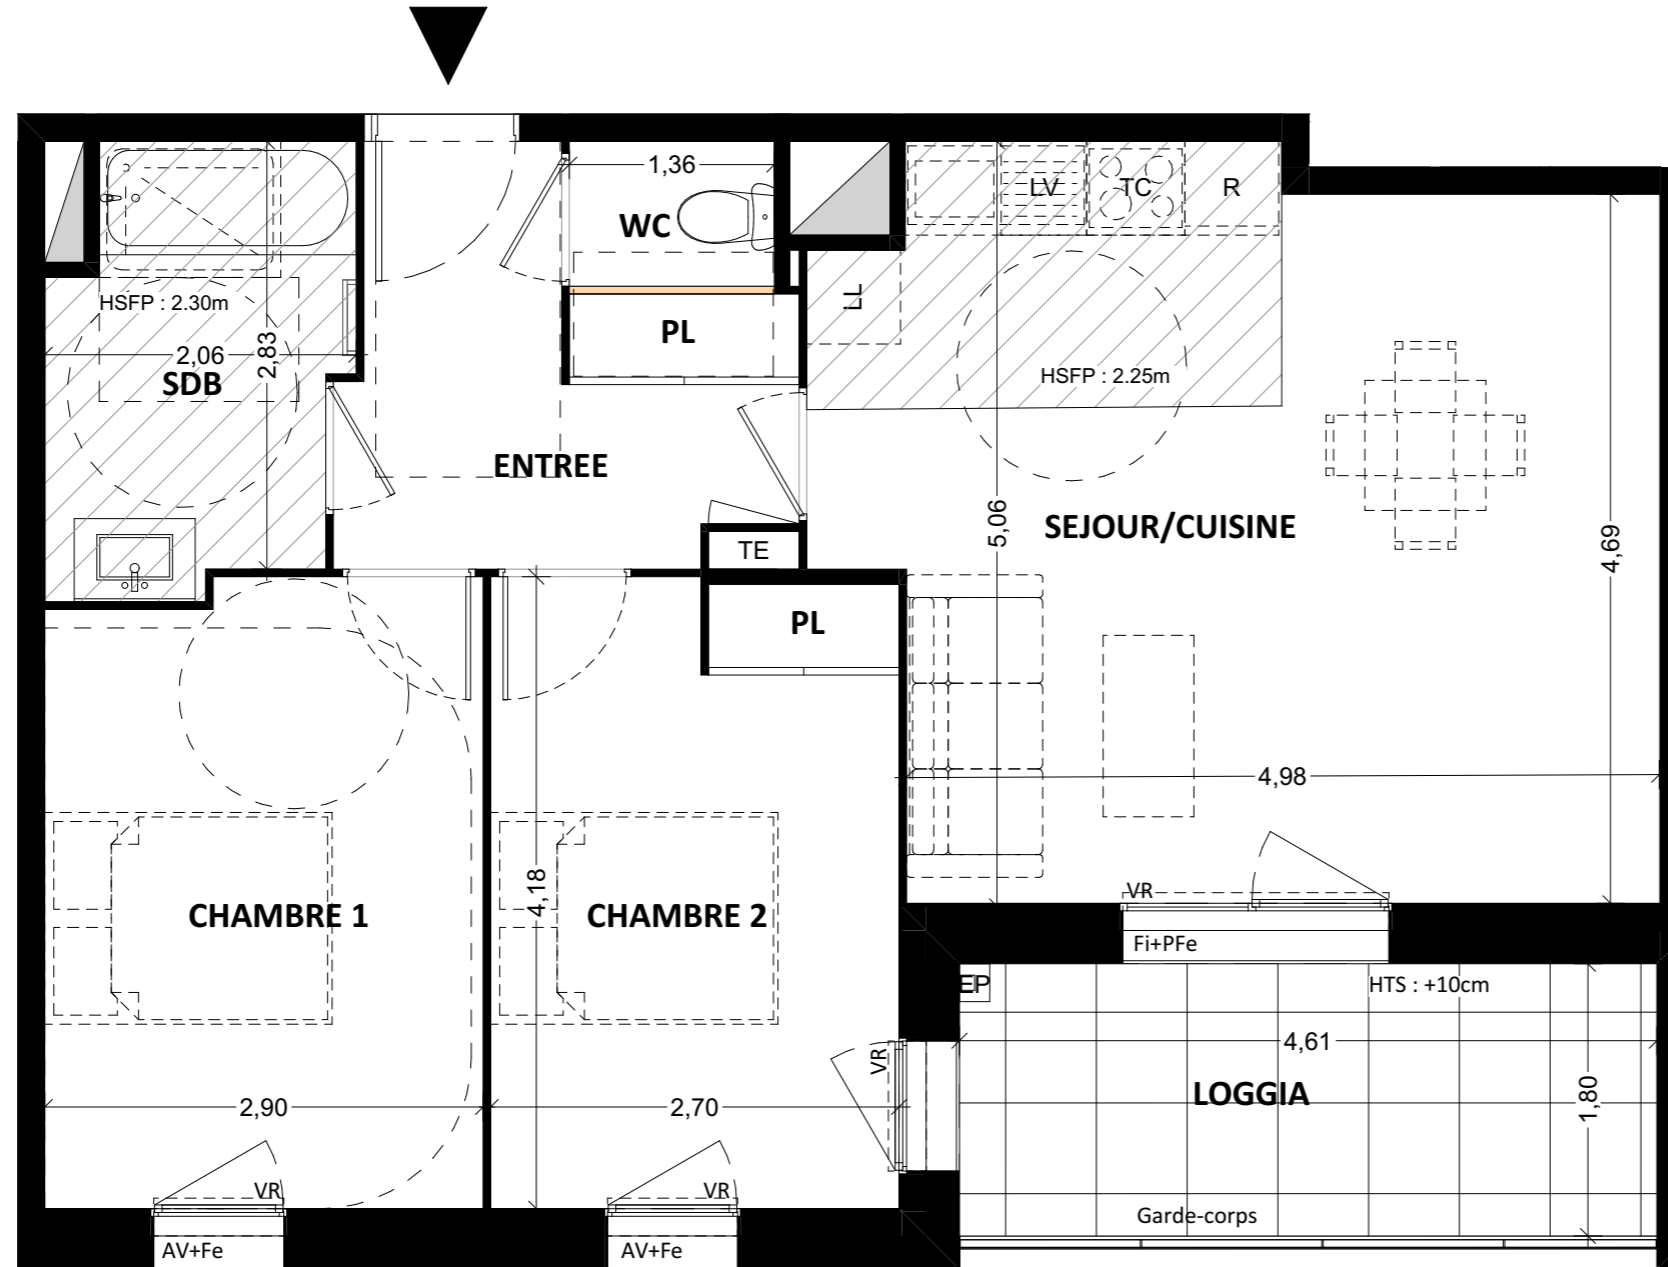 1,36
WC
LV
TC
R
HSFP : 2.30m
2,06
2,83
SDB
PL
LL
HSFP : 2.25m
ENTREE
5,06
SEJOUR/CUISINE
4,69
TE
PL
4,98
4,18
CHAMBRE 1
CHAMBRE 2
VR
Fi+PFe
EP
HTS : +10cm
4,61
VR
LOGGIA
1,80
2,90
2,70
VR
VR
Garde-corps
AV+Fe
AV+Fe